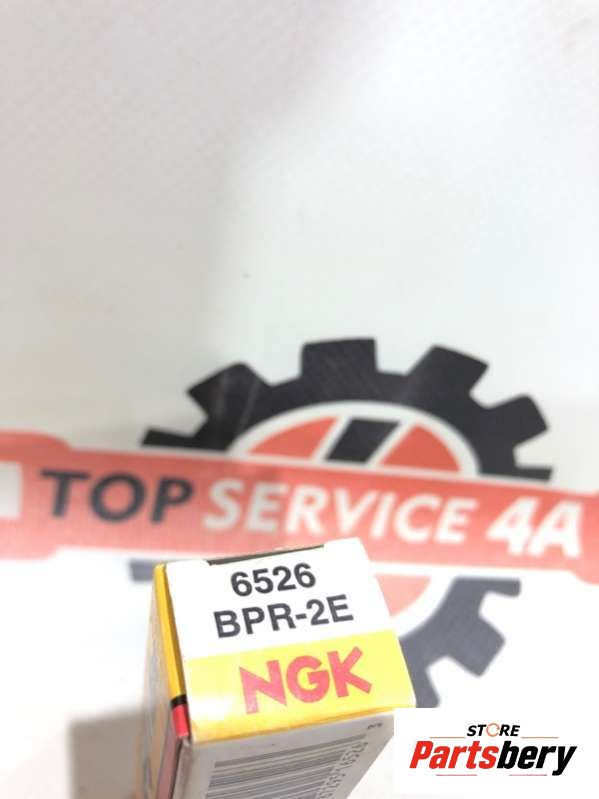 TOP SERVICE 4A
6526
BPR-2E
NGK
STORE
Partsbery